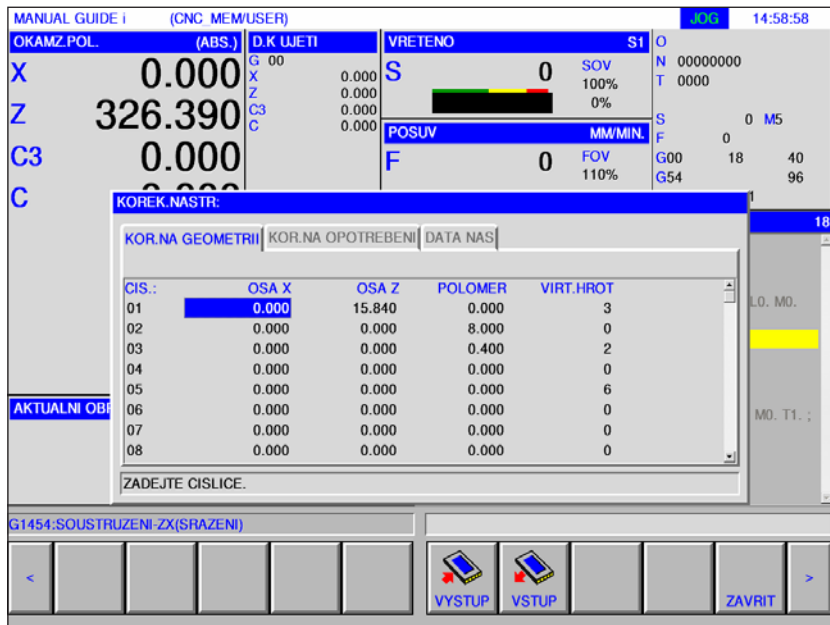 MANUAL GUIDE i (CNC_MEM/USER) JOG 14:58:58
OKAMZ.POL. (ABS.) D.K UJETI VRETENO S1 O
X 0.000 G 00 S 0 SOV N 00000000
X 0.000 100% T 0000
Z 326.390 Z 0.000 0%
C3 0.000
C 0.000 S 0 M5
POSUV MM/MIN. F 0
C3 0.000 F 0 FOV G00 18 40
110% G54 96
C
KOREK.NASTR:
18
KOR.NA GEOMETRII KOR.NA OPOTREBENI DATA NAS
CIS.: OSA X OSA Z POLOMER VIRT.HROT
01 0.000 15.840 0.000 3
L0. M0.
02 0.000 0.000 8.000 0
03 0.000 0.000 0.400 2
04 0.000 0.000 0.000 0
05 0.000 0.000 0.000 6
AKTUALNI OBR
06 0.000 0.000 0.000 0
07 0.000 0.000 0.000 0
M0. T1. ;
08 0.000 0.000 0.000 0
ZADEJTE CISLICE.
G1454:SOUSTRUZENI-ZX(SRAZENI)
< VYSTUP VSTUP ZAVRIT >